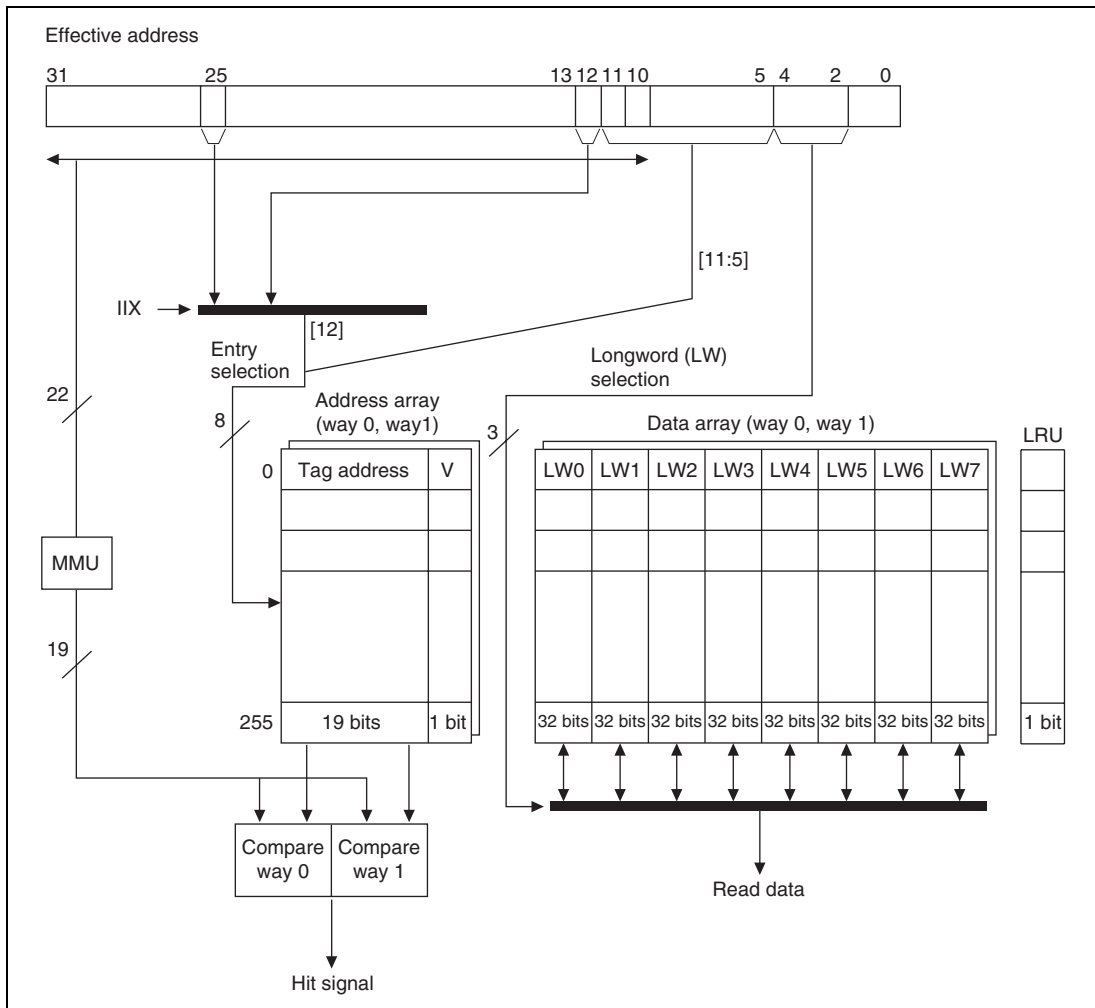 Effective address
31 25 13 12 11 10 5 4 2 0
[11:5]
IIX
[12]
Entry
selection
Longword (LW)
selection
22
8
Address array
(way 0, way1)
3
Data array (way 0, way 1)
LRU
0 Tag address V
LW0 LW1 LW2 LW3 LW4 LW5 LW6 LW7
MMU
19
255 19 bits 1 bit
32 bits 32 bits 32 bits 32 bits 32 bits 32 bits 32 bits 32 bits
1 bit
Compare
way 0
Compare
way 1
Read data
Hit signal